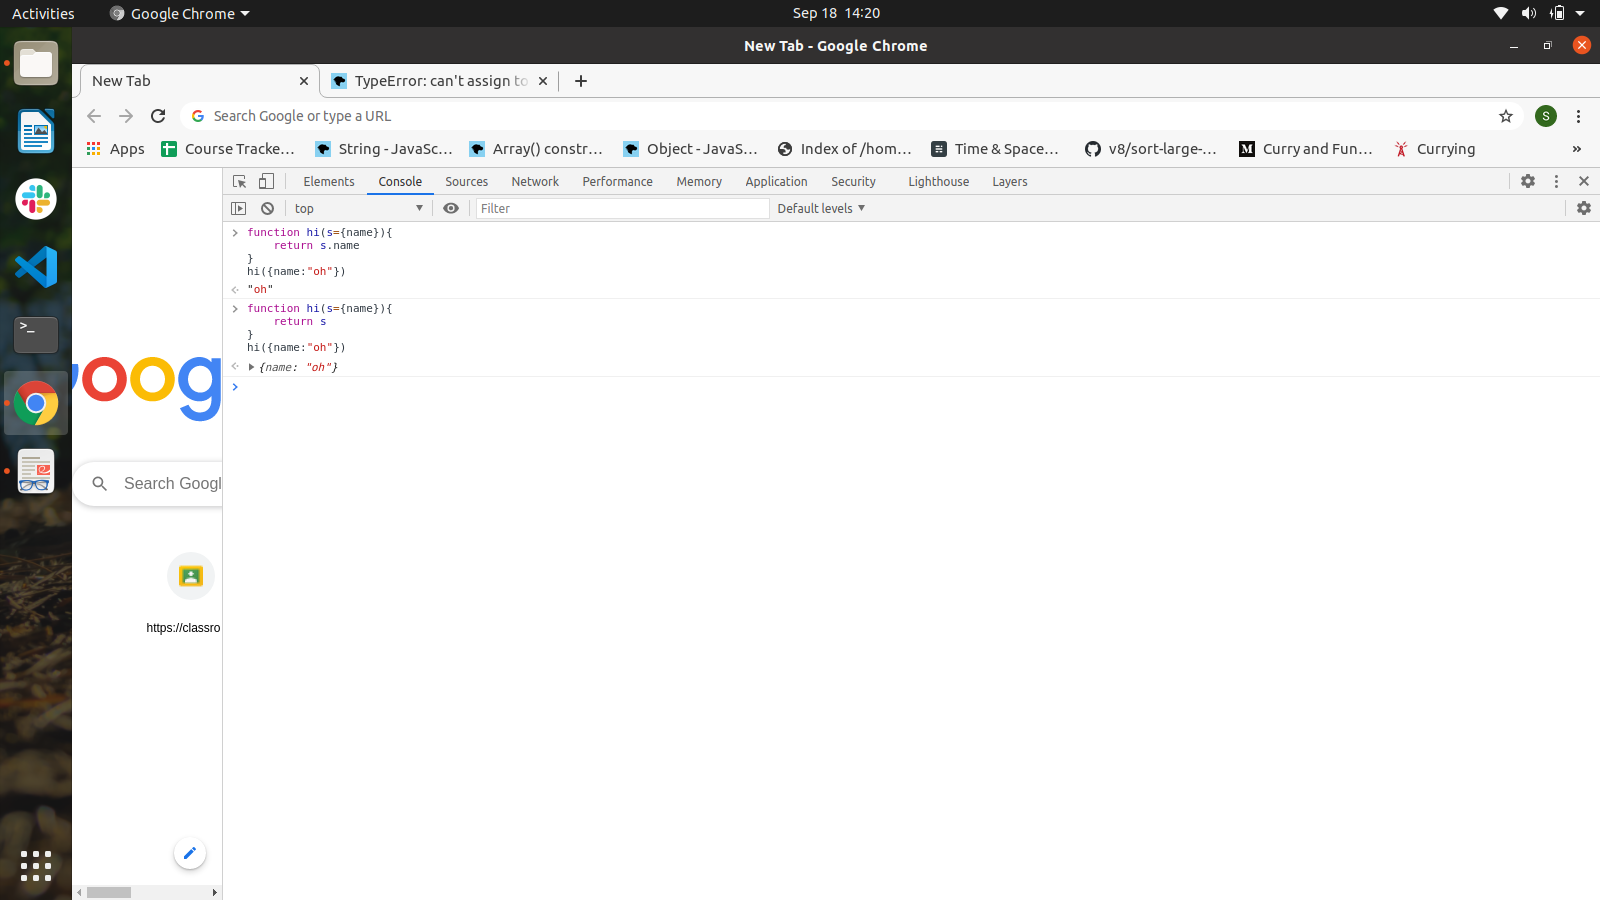 Activities
Google Chrome
Sep 18 14:20
New Tab - Google Chrome
New Tab
TypeError: can't assign to
Search Google or type a URL
S
Apps
Course Tracke...
String - JavaSc...
Array() constr...
Object - JavaS...
Index of /hom...
Time & Space...
v8/sort-large-...
Curry and Fun...
Currying
»
Elements
Console
Sources
Network
Performance
Memory
Application
Security
Lighthouse
Layers
top
Filter
Default levels
function hi(s={name}){
return s.name
}
hi({name:"oh"})
"oh"
function hi(s={name}){
return s
}
hi({name:"oh"})
{name: "oh"}
oog
Search Googl
https://classro